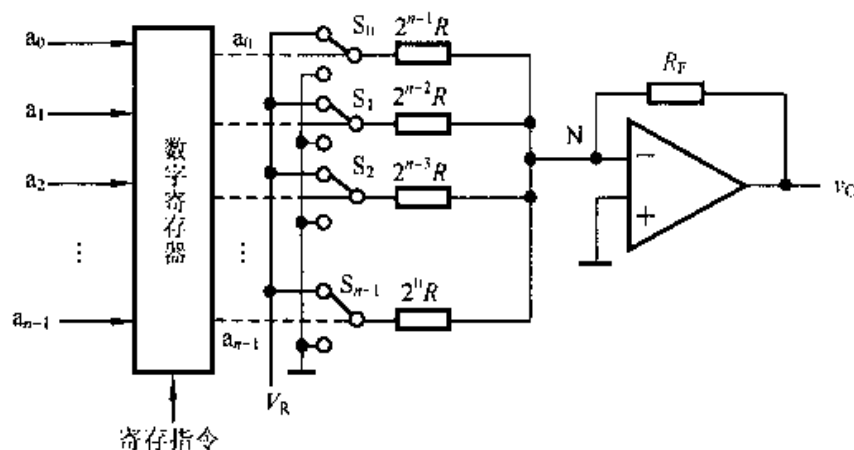 a₀
a₁
a₂
⋮
aₙ₋₁
数字寄存器
寄存指令
a₀
⋮
aₙ₋₁
V_R
S₀ 2ⁿ⁻¹R
S₁ 2ⁿ⁻²R
S₂ 2ⁿ⁻³R
Sₙ₋₁ 2⁰R
N
R_F
−
+
v_O